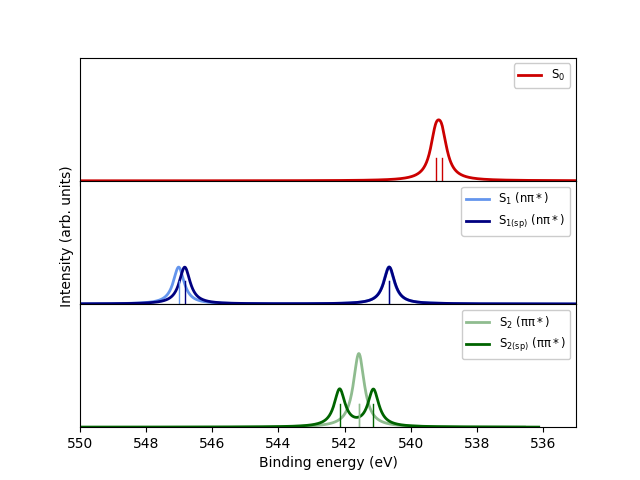 S0
S1 (nπ*)
S1(sp) (nπ*)
S2 (ππ*)
S2(sp) (ππ*)
Intensity (arb. units)
550 548 546 544 542 540 538 536
Binding energy (eV)